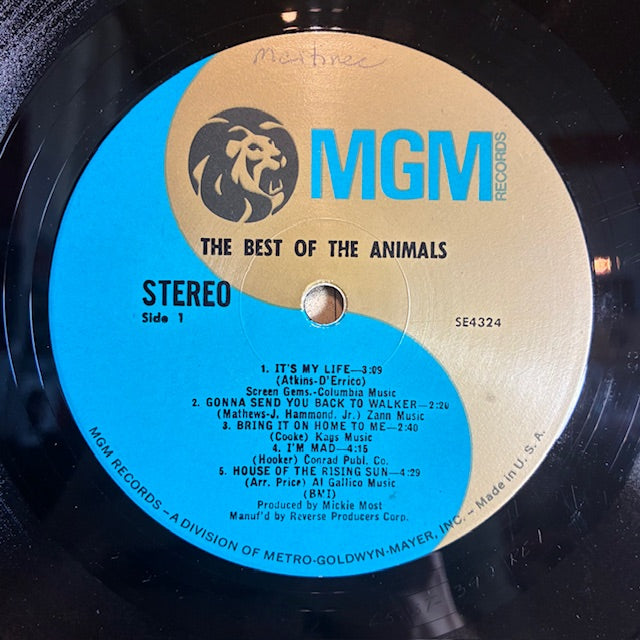 Martinez
MGM
RECORDS
THE BEST OF THE ANIMALS
STEREO
Side 1
SE4324
1. IT'S MY LIFE—3:09
(Atkins-D'Errico)
Screen Gems.-Columbia Music
2. GONNA SEND YOU BACK TO WALKER—2:20
(Mathews-J. Hammond, Jr.) Zann Music
3. BRING IT ON HOME TO ME—2:40
(Cooke) Kags Music
4. I'M MAD—4:15
(Hooker) Conrad Publ. Co.
5. HOUSE OF THE RISING SUN—4:29
(Arr. Price) Al Gallico Music
(BMI)
Produced by Mickie Most
Manuf'd by Reverse Producers Corp.
MGM RECORDS—A DIVISION OF METRO-GOLDWYN-MAYER, INC. – Made in U. S. A.